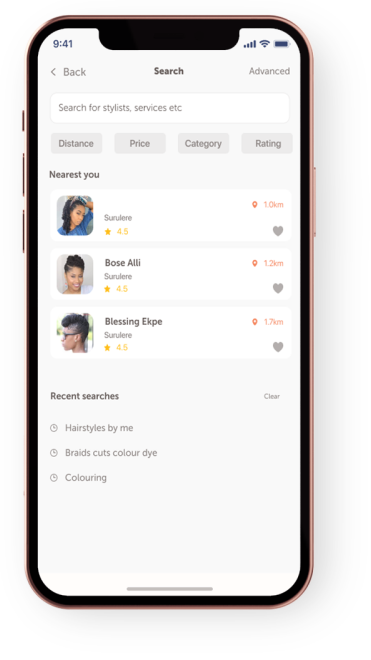 9:41
Back
Search
Advanced
Search for stylists, services etc
Distance Price Category Rating
Nearest you
1.0km
Surulere
4.5
Bose Alli
1.2km
Surulere
4.5
Blessing Ekpe
1.7km
Surulere
4.5
Recent searches
Clear
Hairstyles by me
Braids cuts colour dye
Colouring